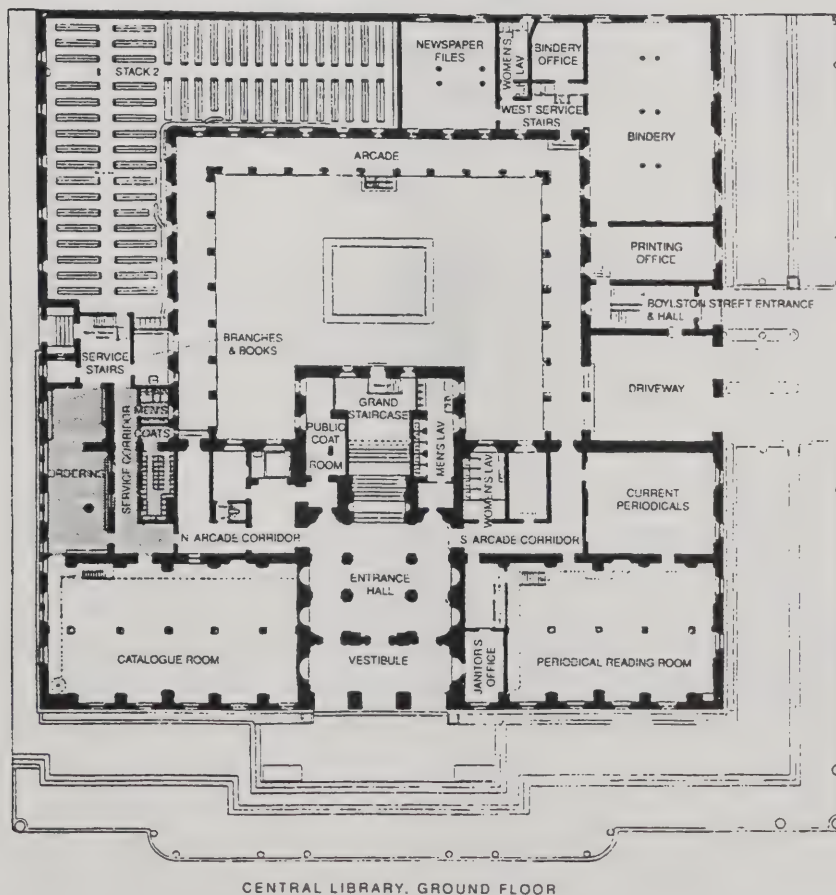 NEWSPAPER
FILES
WOMEN'S
LAV
BINDERY
OFFICE
STACK 2
WEST SERVICE
STAIRS
ARCADE
BINDERY
PRINTING
OFFICE
BOYLSTON STREET ENTRANCE
& HALL
BRANCHES
& BOOKS
SERVICE
STAIRS
DRIVEWAY
GRAND
STAIRCASE
PUBLIC
COAT
ROOM
MEN'S LAV
MEN'S
COATS
SERVICE CORRIDOR
ORDERING
WOMEN'S LAV
CURRENT
PERIODICALS
N ARCADE CORRIDOR
S ARCADE CORRIDOR
ENTRANCE
HALL
CATALOGUE ROOM
VESTIBULE
JANITORS
OFFICE
PERIODICAL READING ROOM
CENTRAL LIBRARY, GROUND FLOOR